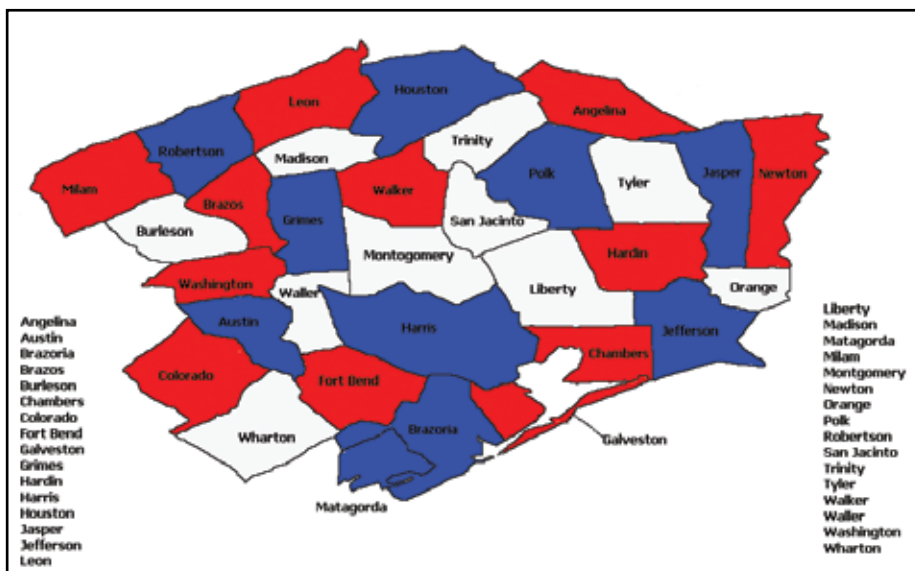 Houston
Leon
Angelina
Trinity
Robertson
Madison
Polk
Jasper
Newton
Walker
Tyler
Milam
Brazos
Grimes
San Jacinto
Burleson
Montogomery
Hardin
Washington
Waller
Liberty
Orange
Austin
Harris
Jefferson
Chambers
Colorado
Fort Bend
Brazoria
Wharton
Galveston
Matagorda
Angelina
Austin
Brazoria
Brazos
Burleson
Chambers
Colorado
Fort Bend
Galveston
Grimes
Hardin
Harris
Houston
Jasper
Jefferson
Leon
Liberty
Madison
Matagorda
Milam
Montgomery
Newton
Orange
Polk
Robertson
San Jacinto
Trinity
Tyler
Walker
Waller
Washington
Wharton